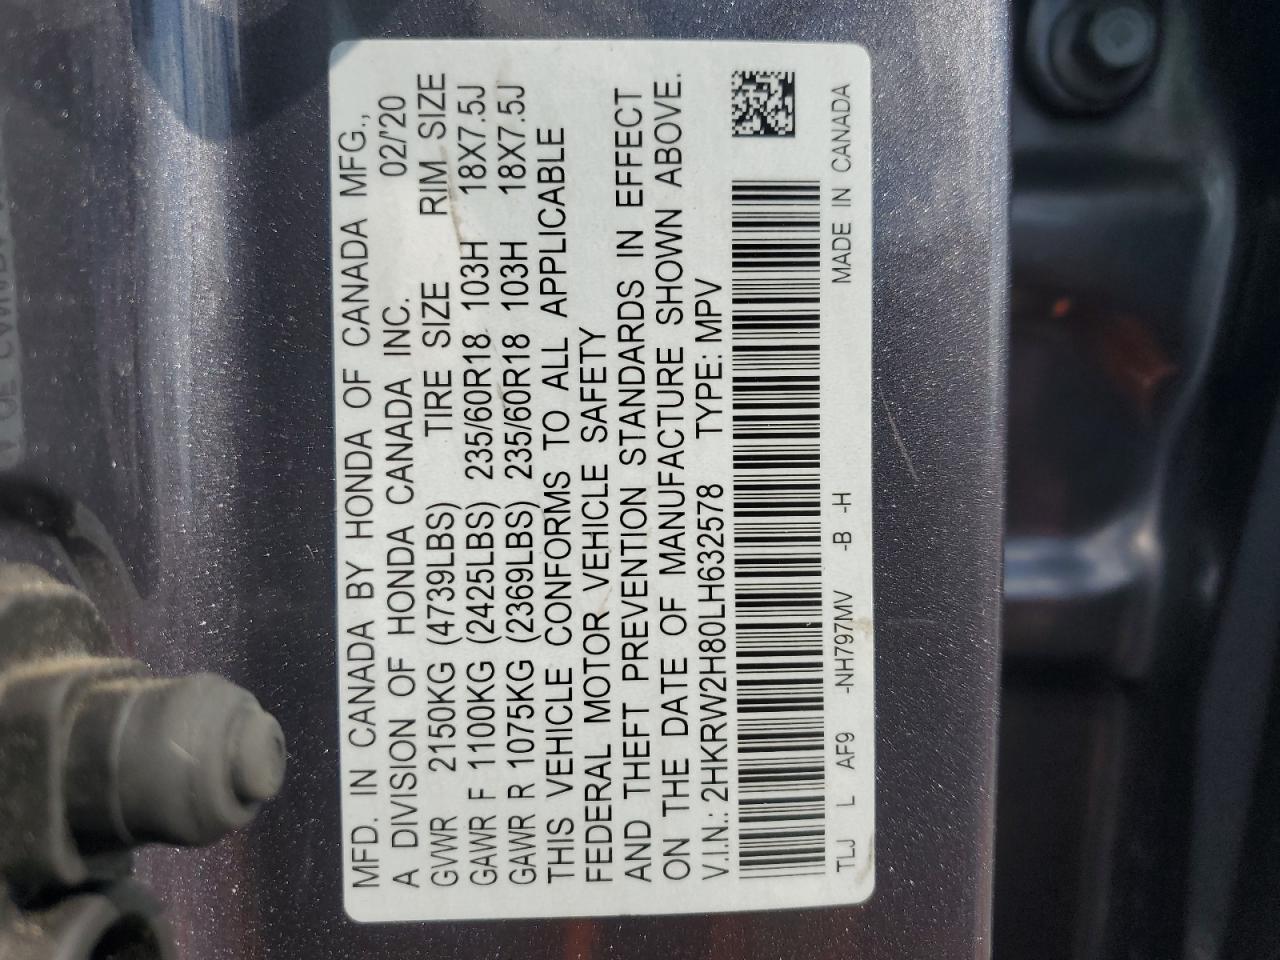 MFD. IN CANADA BY HONDA OF CANADA MFG.,
A DIVISION OF HONDA CANADA INC. 02/'20
GVWR 2150KG (4739LBS) TIRE SIZE RIM SIZE
GAWR F 1100KG (2425LBS) 235/60R18 103H 18X7.5J
GAWR R 1075KG (2369LBS) 235/60R18 103H 18X7.5J
THIS VEHICLE CONFORMS TO ALL APPLICABLE
FEDERAL MOTOR VEHICLE SAFETY
AND THEFT PREVENTION STANDARDS IN EFFECT
ON THE DATE OF MANUFACTURE SHOWN ABOVE.
V.I.N.: 2HKRW2H80LH632578 TYPE: MPV
TLJ L AF9 -NH797MV -B -H MADE IN CANADA